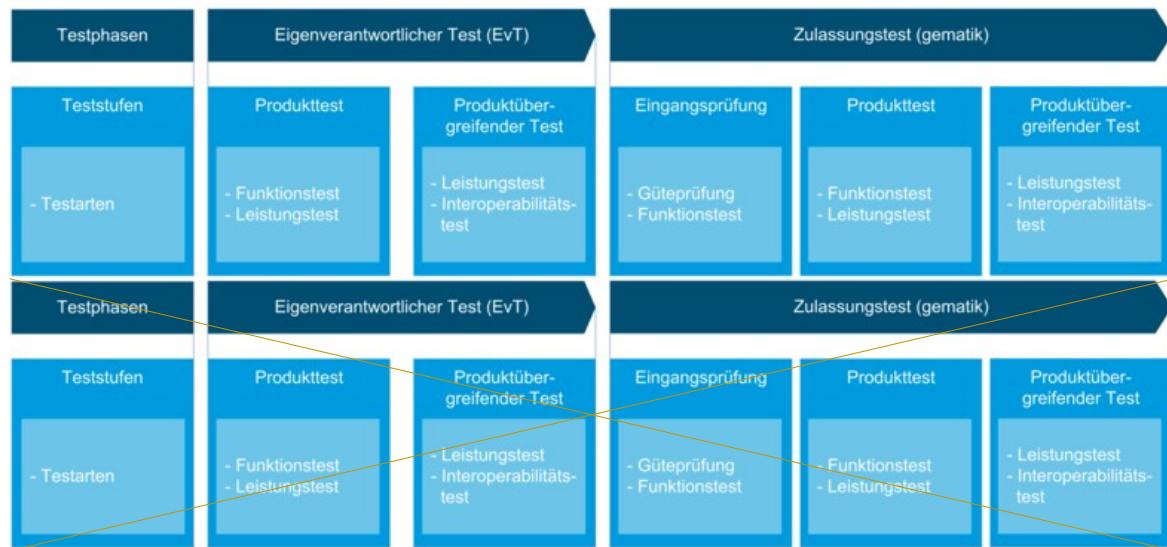 Testphasen
Eigenverantwortlicher Test (EvT)
Zulassungstest (gematik)
Teststufen
- Testarten
Produkttest
- Funktionstest
- Leistungstest
Produktüber-
greifender Test
- Leistungstest
- Interoperabilitäts-
test
Eingangsprüfung
- Güteprüfung
- Funktionstest
Produkttest
- Funktionstest
- Leistungstest
Produktüber-
greifender Test
- Leistungstest
- Interoperabilitäts-
test
Testphasen
Eigenverantwortlicher Test (EvT)
Zulassungstest (gematik)
Teststufen
- Testarten
Produkttest
- Funktionstest
- Leistungstest
Produktüber-
greifender Test
- Leistungstest
- Interoperabilitäts-
test
Eingangsprüfung
- Güteprüfung
- Funktionstest
Produkttest
- Funktionstest
- Leistungstest
Produktüber-
greifender Test
- Leistungstest
- Interoperabilitäts-
test